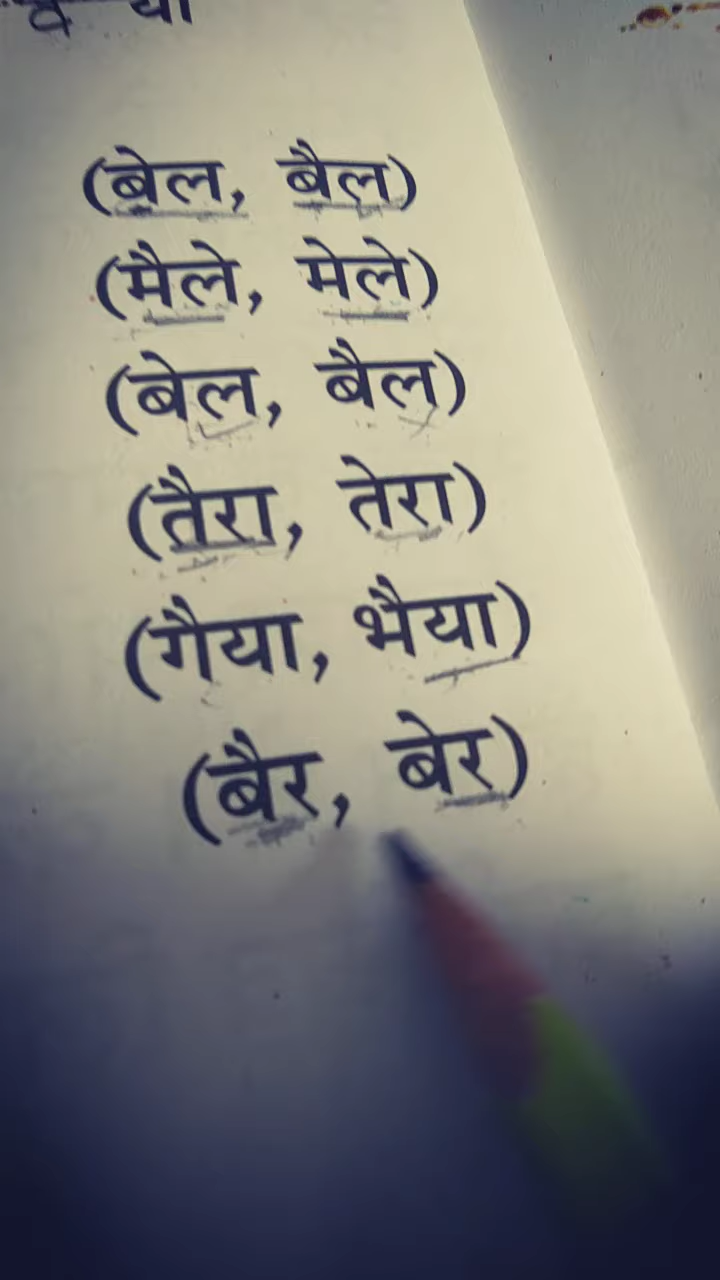 (बेल, बैल)
(मैले, मेले)
(बेल, बैल)
(तैरा, तेरा)
(गैया, भैया)
(बैर, बेर)